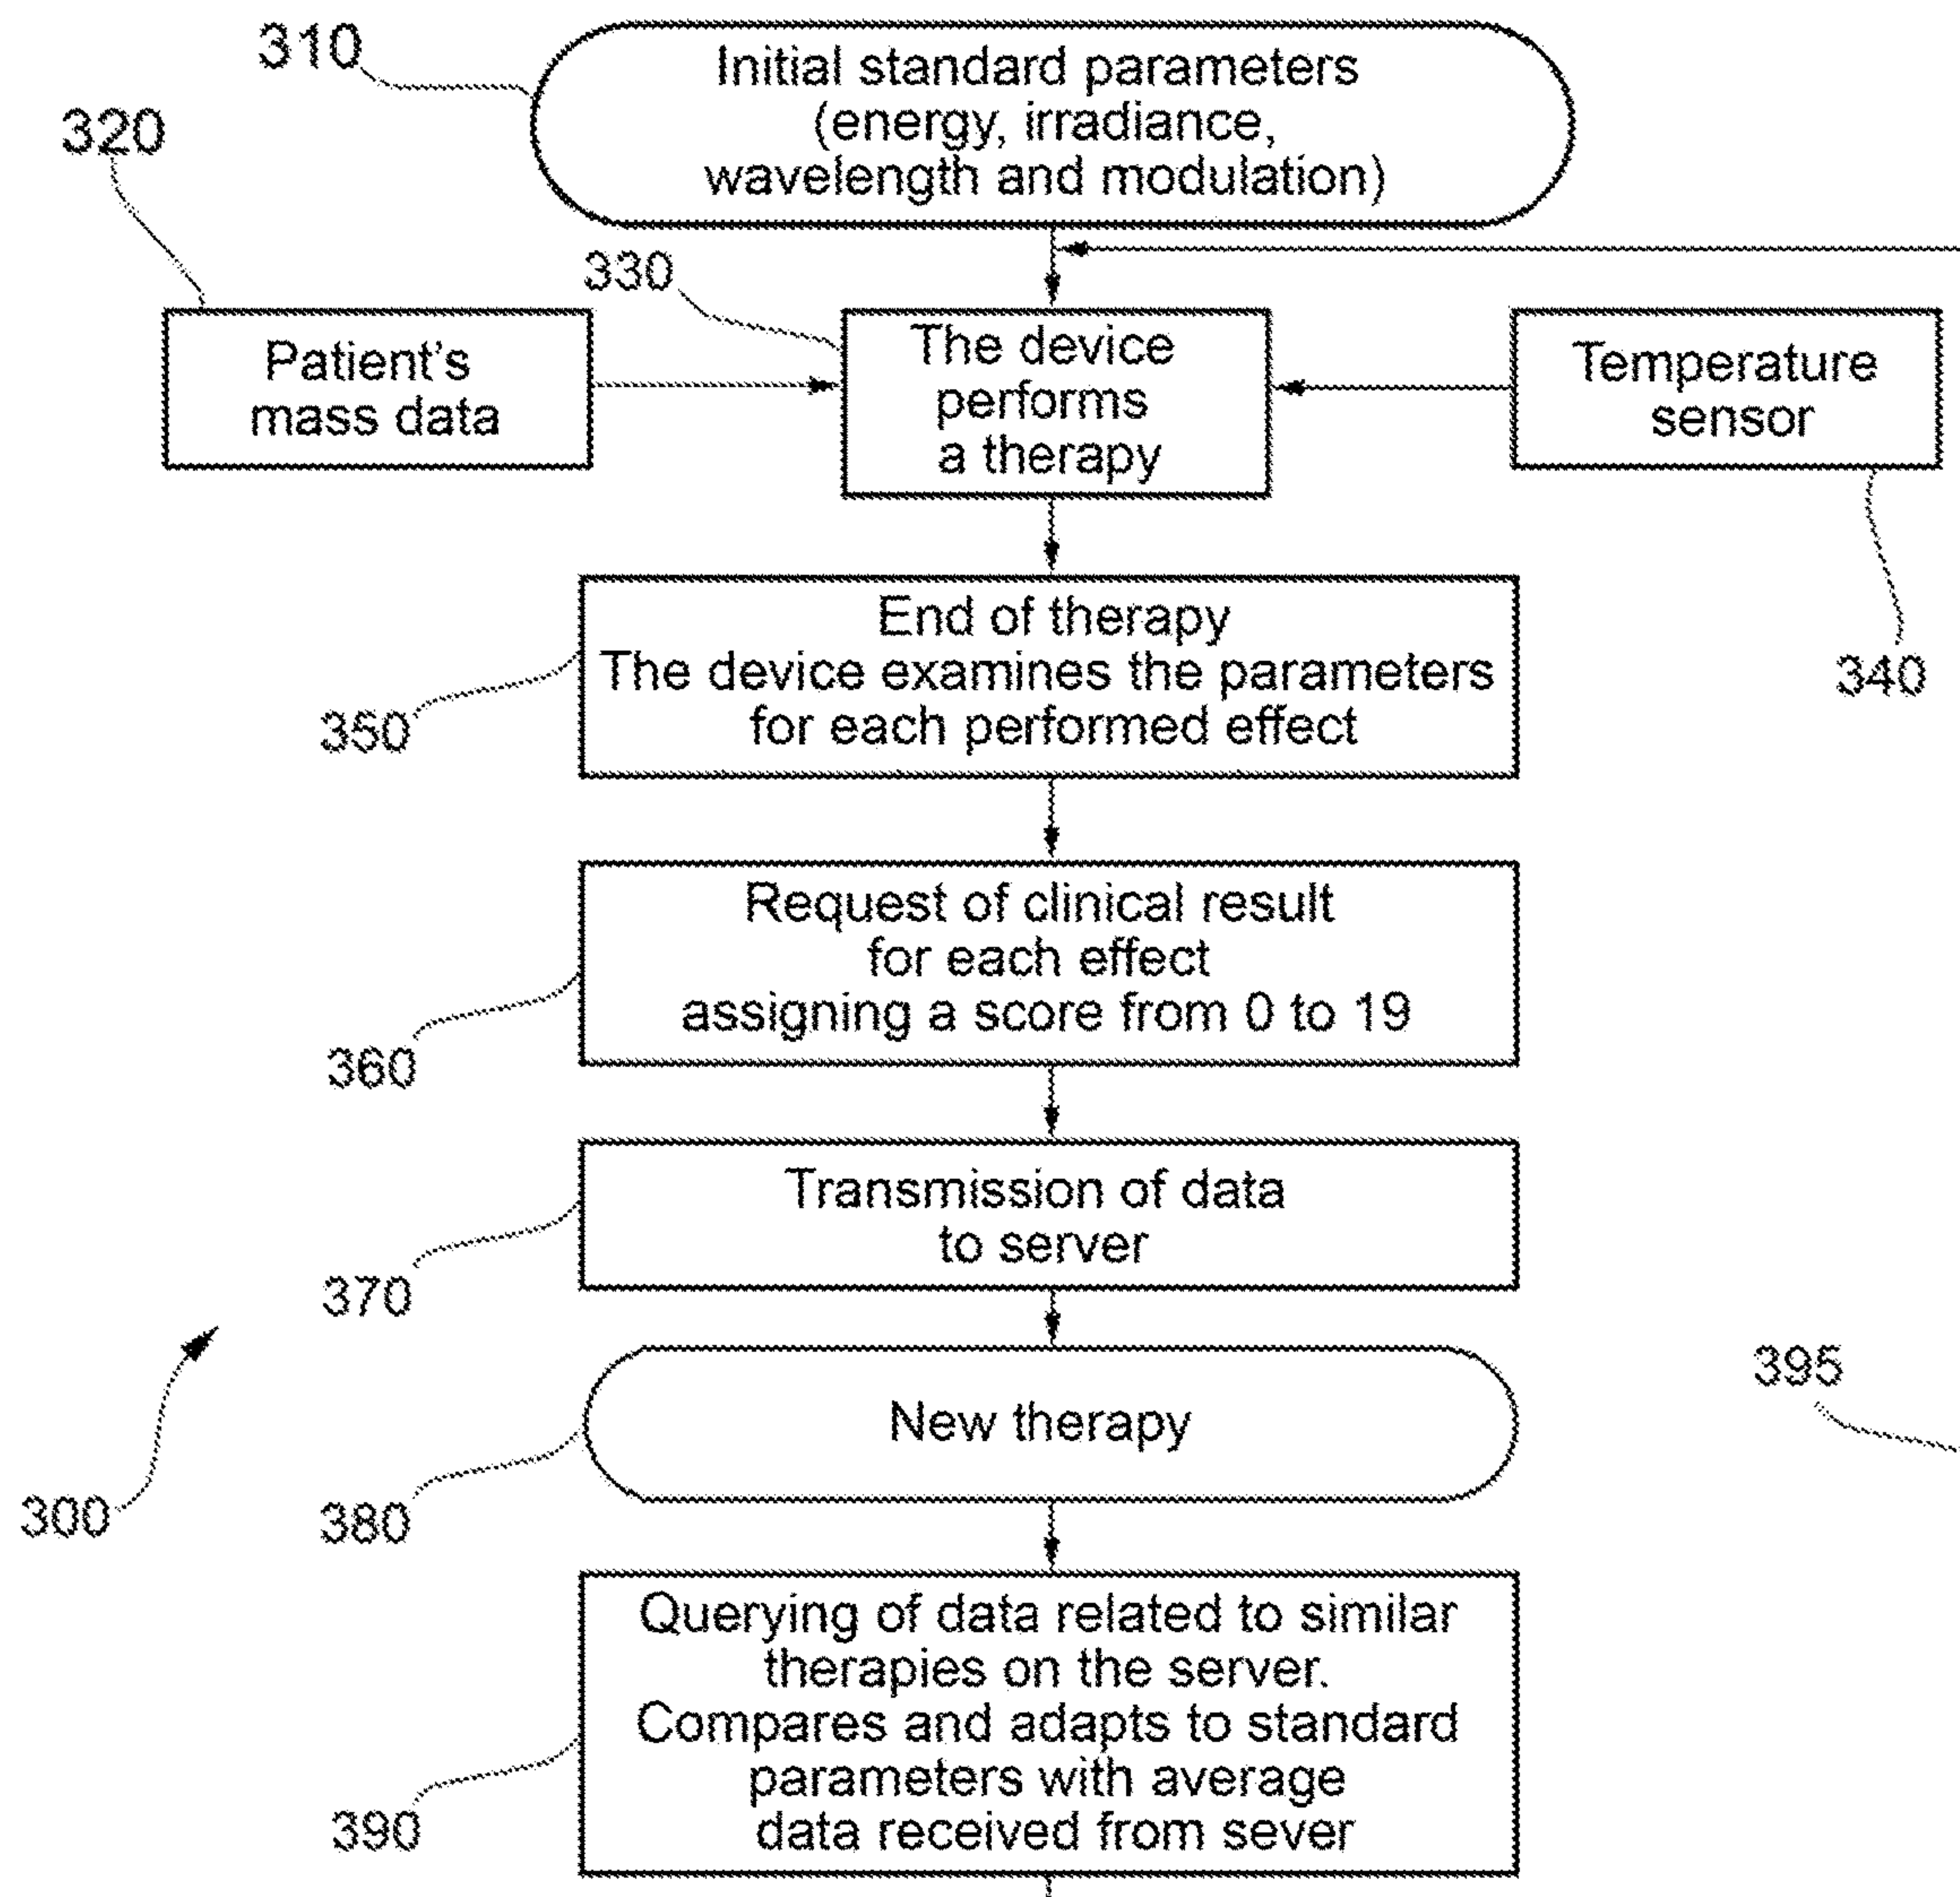 310
Initial standard parameters
(energy, irradiance,
wavelength and modulation)
320
330
Patient's
mass data
The device
performs
a therapy
Temperature
sensor
340
End of therapy
The device examines the parameters
for each performed effect
350
Request of clinical result
for each effect
assigning a score from 0 to 19
360
Transmission of data
to server
370
300
New therapy
380
395
Querying of data related to similar
therapies on the server.
Compares and adapts to standard
parameters with average
data received from sever
390